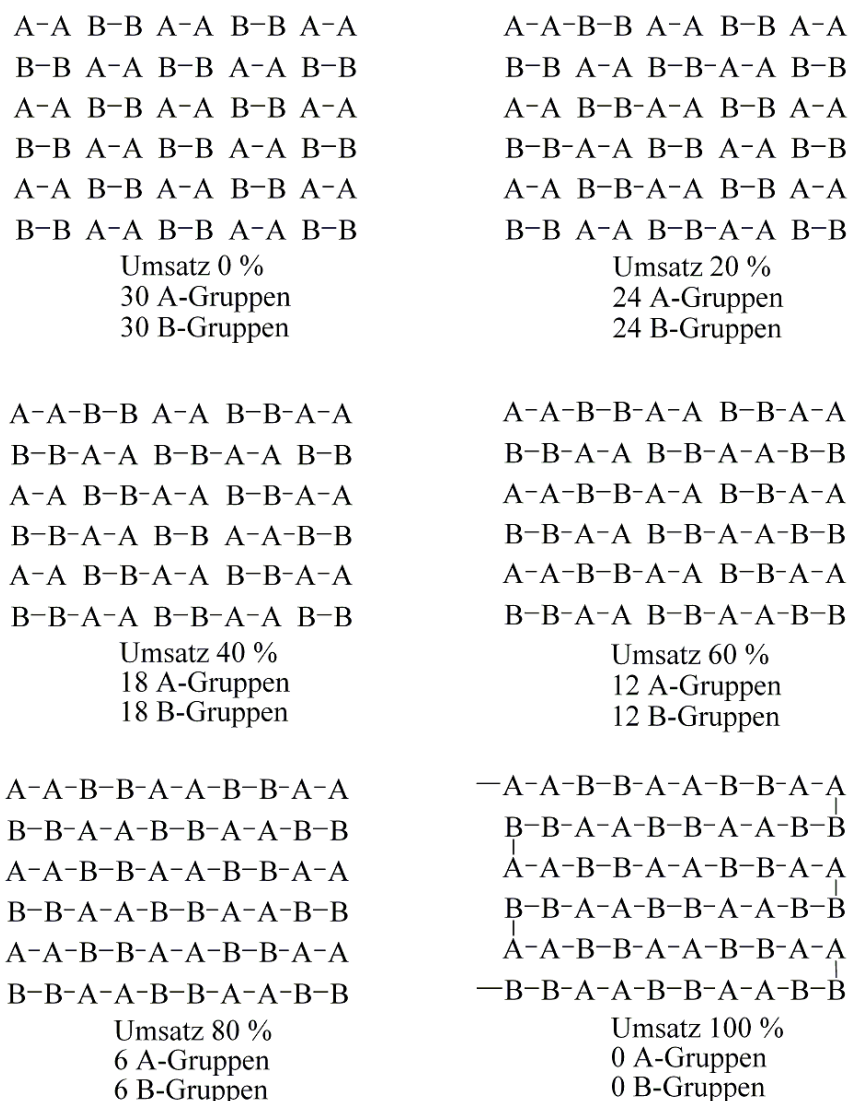 A-A B-B A-A B-B A-A
B-B A-A B-B A-A B-B
A-A B-B A-A B-B A-A
B-B A-A B-B A-A B-B
A-A B-B A-A B-B A-A
B-B A-A B-B A-A B-B
Umsatz 0 %
30 A-Gruppen
30 B-Gruppen
A-A-B-B A-A B-B A-A
B-B A-A B-B-A-A B-B
A-A B-B-A-A B-B A-A
B-B-A-A B-B A-A B-B
A-A B-B-A-A B-B A-A
B-B A-A B-B-A-A B-B
Umsatz 20 %
24 A-Gruppen
24 B-Gruppen
A-A-B-B A-A B-B-A-A
B-B-A-A B-B-A-A B-B
A-A B-B-A-A B-B-A-A
B-B-A-A B-B A-A-B-B
A-A B-B-A-A B-B-A-A
B-B-A-A B-B-A-A B-B
Umsatz 40 %
18 A-Gruppen
18 B-Gruppen
A-A-B-B-A-A B-B-A-A
B-B-A-A B-B-A-A-B-B
A-A-B-B-A-A B-B-A-A
B-B-A-A B-B-A-A-B-B
A-A-B-B-A-A B-B-A-A
B-B-A-A B-B-A-A-B-B
Umsatz 60 %
12 A-Gruppen
12 B-Gruppen
A-A-B-B-A-A-B-B-A-A
B-B-A-A-B-B-A-A-B-B
A-A-B-B-A-A-B-B-A-A
B-B-A-A-B-B-A-A-B-B
A-A-B-B-A-A-B-B-A-A
B-B-A-A-B-B-A-A-B-B
Umsatz 80 %
6 A-Gruppen
6 B-Gruppen
—A-A-B-B-A-A-B-B-A-A
B-B-A-A-B-B-A-A-B-B
A-A-B-B-A-A-B-B-A-A
B-B-A-A-B-B-A-A-B-B
A-A-B-B-A-A-B-B-A-A
—B-B-A-A-B-B-A-A-B-B
Umsatz 100 %
0 A-Gruppen
0 B-Gruppen